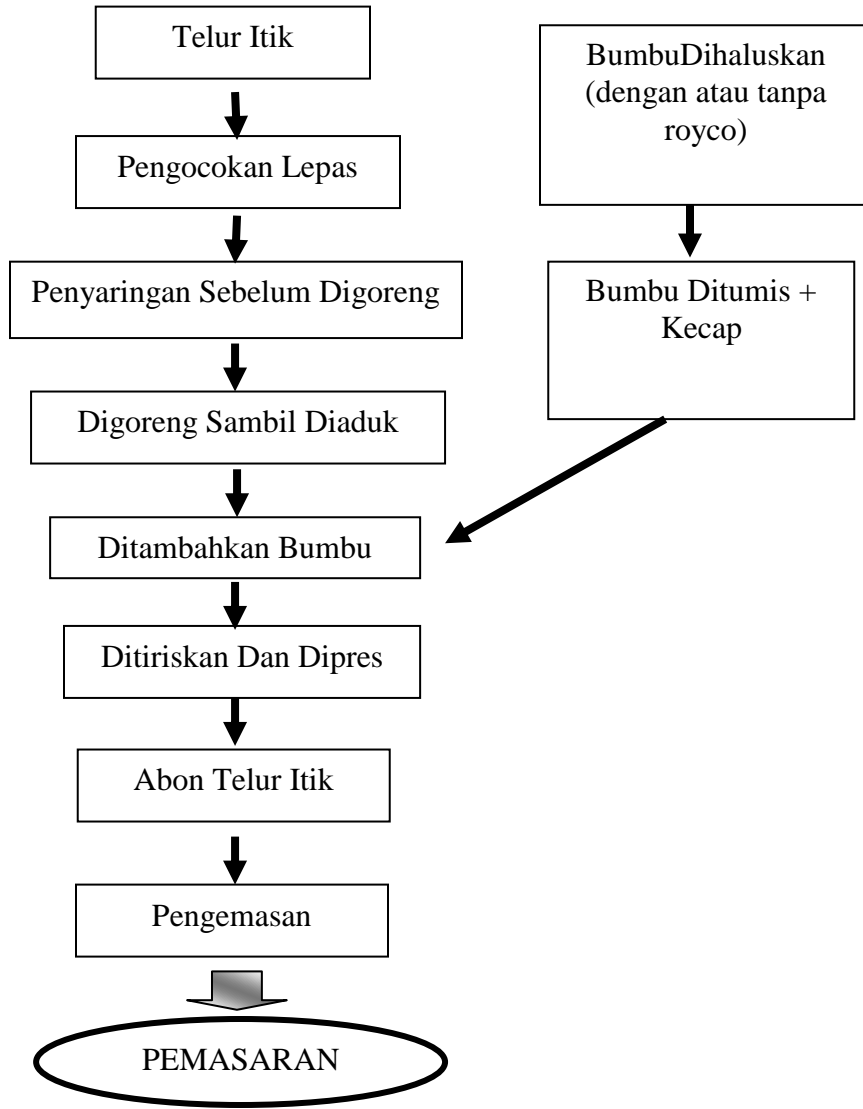 Telur Itik
Pengocokan Lepas
Penyaringan Sebelum Digoreng
Digoreng Sambil Diaduk
Ditambahkan Bumbu
Ditiriskan Dan Dipres
Abon Telur Itik
Pengemasan
PEMASARAN
BumbuDihaluskan
(dengan atau tanpa
royco)
Bumbu Ditumis +
Kecap